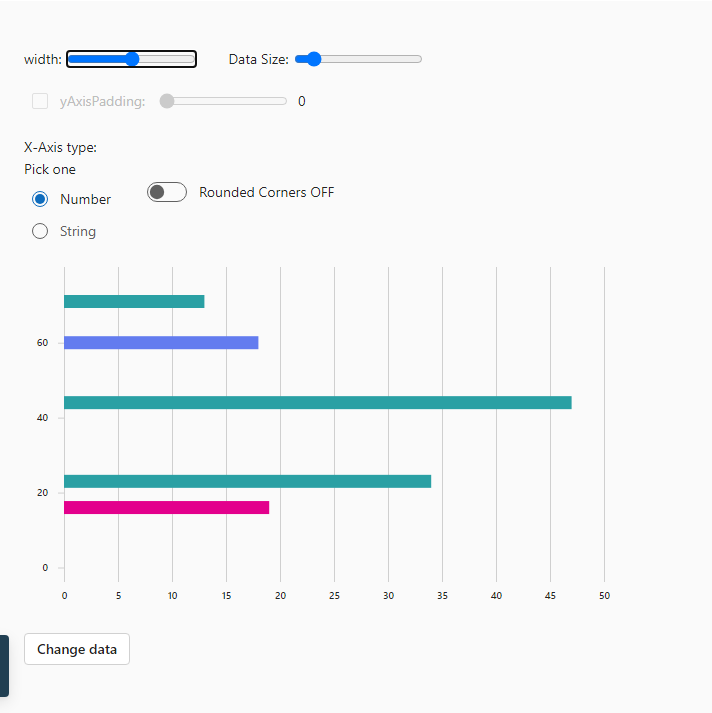 width: Data Size:
yAxisPadding: 0
X-Axis type:
Pick one
Number Rounded Corners OFF
String
60
40
20
0
0 5 10 15 20 25 30 35 40 45 50
Change data